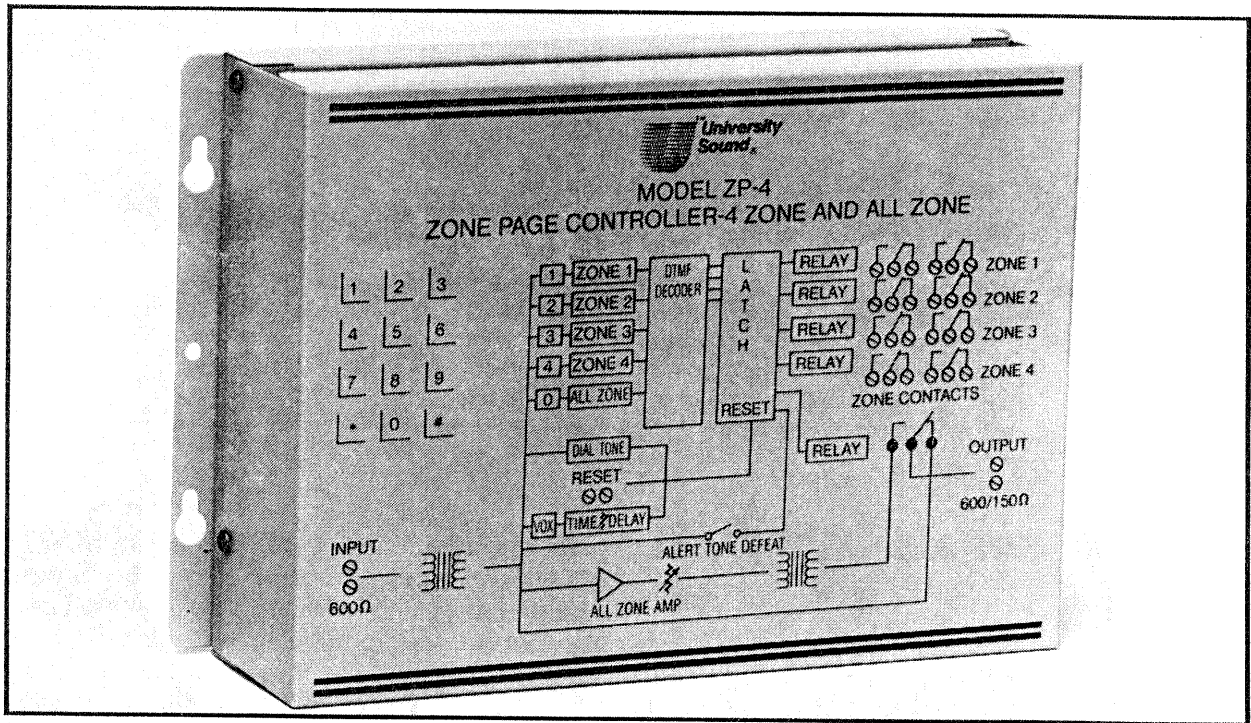 ™University
Sound®
MODEL ZP-4
ZONE PAGE CONTROLLER-4 ZONE AND ALL ZONE
1 2 3
4 5 6
7 8 9
* 0 #
1 ZONE 1
2 ZONE 2
3 ZONE 3
4 ZONE 4
0 ALL ZONE
DTMF
DECODER
L
A
T
C
H
RESET
RELAY
RELAY
RELAY
RELAY
ZONE 1
ZONE 2
ZONE 3
ZONE 4
ZONE CONTACTS
DIAL TONE
RESET
VOX TIME DELAY
RELAY
OUTPUT
600/150Ω
ALERT TONE DEFEAT
INPUT
600Ω
ALL ZONE AMP